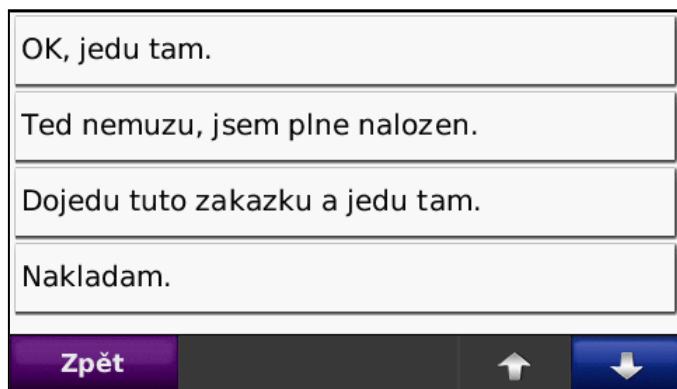 OK, jedu tam.
Ted nemuzu, jsem plne nalozen.
Dojedu tuto zakazku a jedu tam.
Nakladam.
Zpět